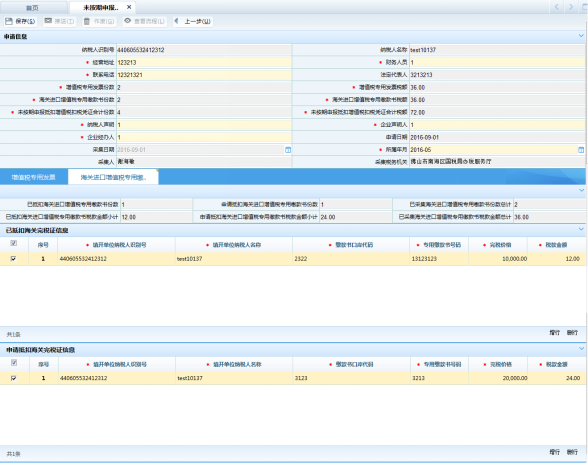 首页 未按期申报.. ×
保存(S) 撤销(T) 作废(G) 查看流程(L) 上一步(U)
申请信息
纳税人识别号 440605532412312 纳税人名称 test10137
* 经营地址 123213 * 财务人员 1
* 联系电话 12321321 法定代表人 3213213
* 增值税专用发票份数 2 * 增值税专用发票税额 36.00
* 海关进口增值税专用缴款书份数 2 * 海关进口增值税专用缴款书税额 36.00
* 未按期申报抵扣增值税扣税凭证合计份数 4 * 未按期申报抵扣增值税扣税凭证合计税额 72.00
* 纳税人声明 1 * 企业声明人 1
* 企业经办人 1 申请日期 2016-09-01
采集日期 2016-09-01 * 所属年月 2016-05
采集人 谢海敏 采集税务机关 佛山市南海区国税局办税服务厅
增值税专用发票 海关进口增值税专用缴..
已抵扣海关进口增值税专用缴款书份数 1 申请抵扣海关进口增值税专用缴款书份数 1 已采集海关进口增值税专用缴款书份数总计 2
已抵扣海关进口增值税专用缴款书税款金额小计 12.00 申请抵扣海关进口增值税专用缴款书税款金额小计 24.00 已采集海关进口增值税专用缴款书税款金额总计 36.00
已抵扣海关完税证信息
序号 * 填开单位纳税人识别号 * 填开单位纳税人名称 * 缴款书口岸代码 * 专用缴款书号码 * 完税价格 * 税款金额
1 440605532412312 test10137 2322 13123123 10,000.00 12.00
共1条 增行 删行
申请抵扣海关完税证信息
序号 * 填开单位纳税人识别号 * 填开单位纳税人名称 * 缴款书口岸代码 * 专用缴款书号码 * 完税价格 * 税款金额
1 440605532412312 test10137 3123 3213 20,000.00 24.00
共1条 增行 删行